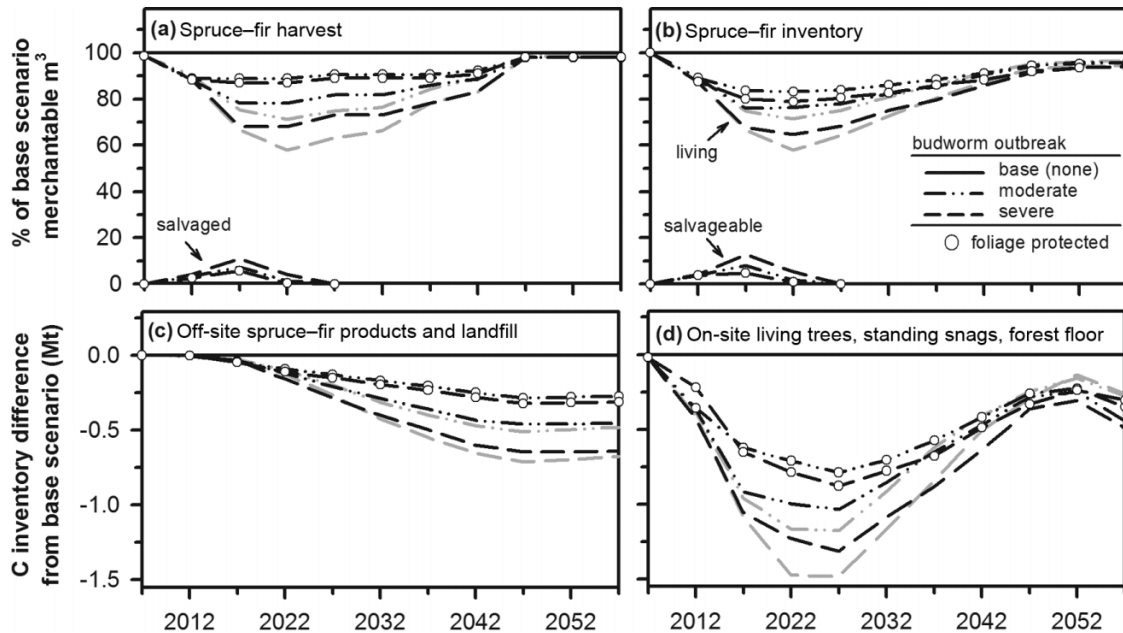 (a) Spruce–fir harvest
(b) Spruce–fir inventory
% of base scenario
merchantable m³
100
80
60
40
20
0
salvaged
living
salvageable
budworm outbreak
base (none)
moderate
severe
foliage protected
(c) Off-site spruce–fir products and landfill
(d) On-site living trees, standing snags, forest floor
C inventory difference
from base scenario (Mt)
0.0
-0.5
-1.0
-1.5
2012 2022 2032 2042 2052
2012 2022 2032 2042 2052